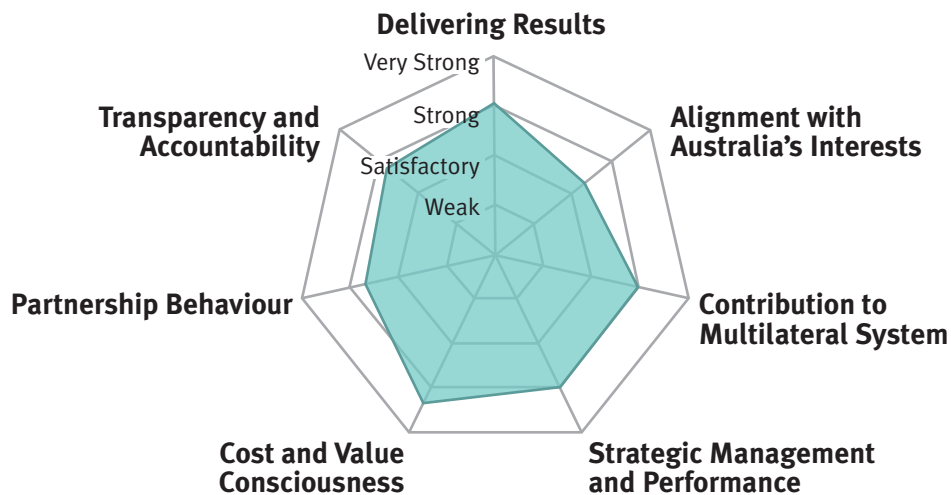 Delivering Results
Very Strong
Strong
Satisfactory
Weak
Transparency and
Accountability
Alignment with
Australia’s Interests
Partnership Behaviour
Contribution to
Multilateral System
Cost and Value
Consciousness
Strategic Management
and Performance